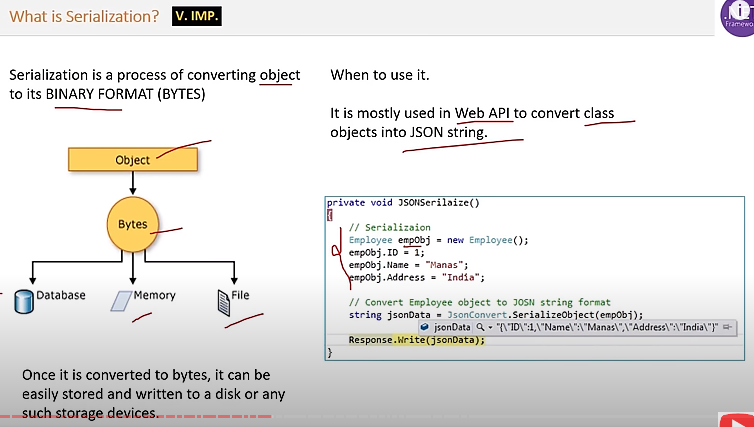 What is Serialization? V. IMP.
Framewo
Serialization is a process of converting object
to its BINARY FORMAT (BYTES)
Object
Bytes
Database
Memory
File
Once it is converted to bytes, it can be
easily stored and written to a disk or any
such storage devices.
When to use it.
It is mostly used in Web API to convert class
objects into JSON string.
private void JSONSerilaize()
{
// Serializaion
Employee empObj = new Employee();
empObj.ID = 1;
empObj.Name = "Manas";
empObj.Address = "India";
// Convert Employee object to JOSN string format
string jsonData = JsonConvert.SerializeObject(empObj);
jsonData "{\"ID\":1,\"Name\":\"Manas\",\"Address\":\"India\"}"
Response.Write(jsonData);
}